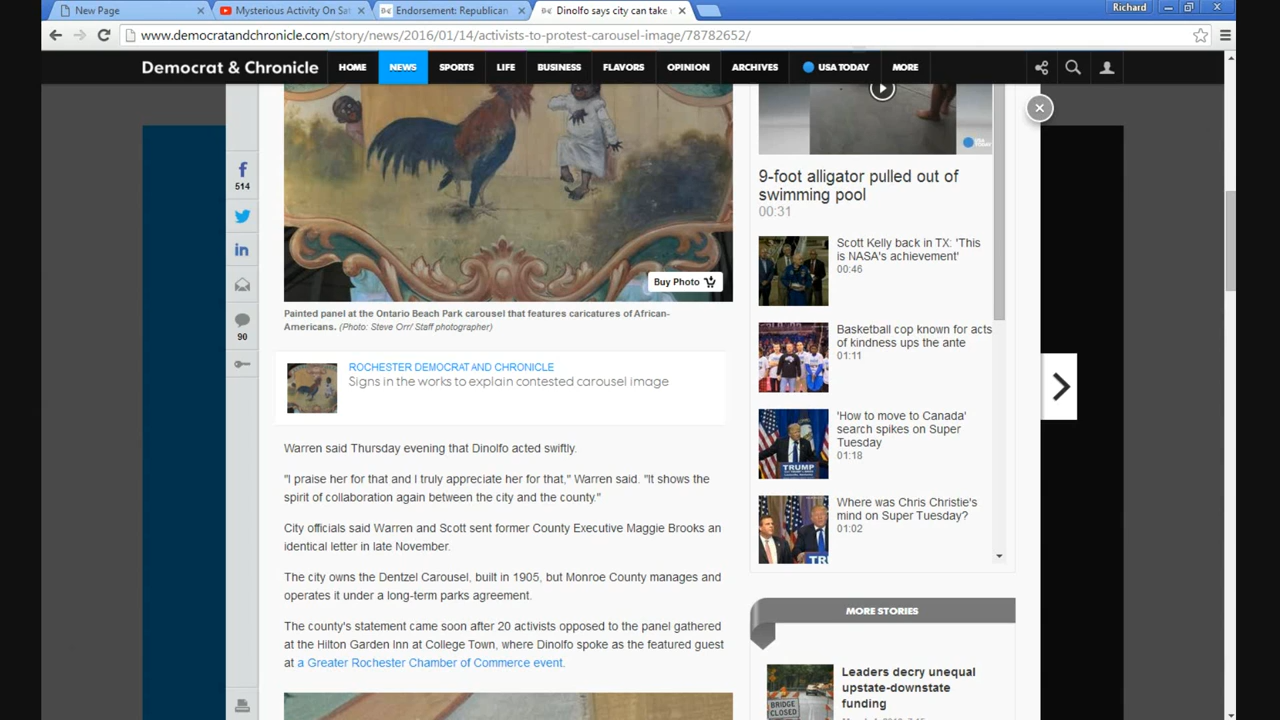 New Page
Mysterious Activity On Sat
Endorsement: Republican
Dinolfo says city can take
Richard
www.democratandchronicle.com/story/news/2016/01/14/activists-to-protest-carousel-image/78782652/
Democrat & Chronicle
HOME
NEWS
SPORTS
LIFE
BUSINESS
FLAVORS
OPINION
ARCHIVES
USA TODAY
MORE
514
90
Buy Photo
Painted panel at the Ontario Beach Park carousel that features caricatures of African-
Americans. (Photo: Steve Orr/ Staff photographer)
ROCHESTER DEMOCRAT AND CHRONICLE
Signs in the works to explain contested carousel image
Warren said Thursday evening that Dinolfo acted swiftly.
"I praise her for that and I truly appreciate her for that," Warren said. "It shows the
spirit of collaboration again between the city and the county."
City officials said Warren and Scott sent former County Executive Maggie Brooks an
identical letter in late November.
The city owns the Dentzel Carousel, built in 1905, but Monroe County manages and
operates it under a long-term parks agreement.
The county's statement came soon after 20 activists opposed to the panel gathered
at the Hilton Garden Inn at College Town, where Dinolfo spoke as the featured guest
at a Greater Rochester Chamber of Commerce event.
USA TODAY
9-foot alligator pulled out of
swimming pool
00:31
Scott Kelly back in TX: 'This
is NASA's achievement'
00:46
Basketball cop known for acts
of kindness ups the ante
01:11
'How to move to Canada'
search spikes on Super
Tuesday
01:18
TRUMP
Where was Chris Christie's
mind on Super Tuesday?
01:02
TR
MORE STORIES
Leaders decry unequal
upstate-downstate
funding
BRIDGE
CLOSED